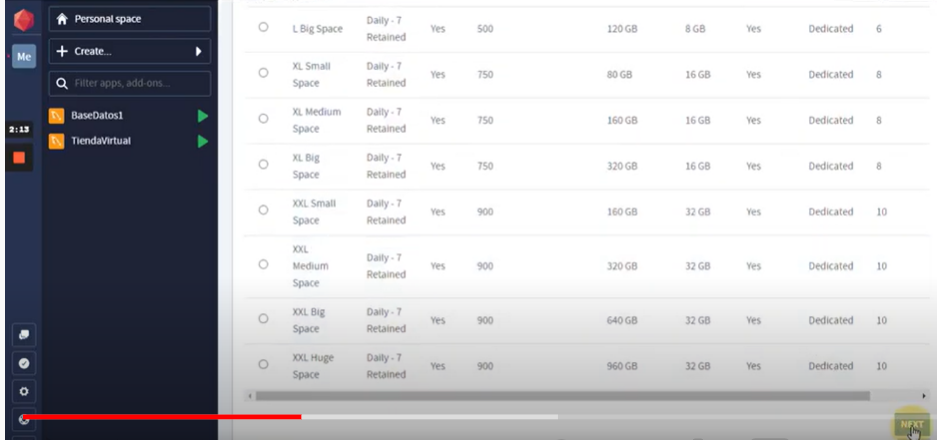 Personal space
Me
Create...
Filter apps, add-ons...
BaseDatos1
TiendaVirtual
2:13
L Big Space Daily - 7 Retained Yes 500 120 GB 8 GB Yes Dedicated 6
XL Small Space Daily - 7 Retained Yes 750 80 GB 16 GB Yes Dedicated 8
XL Medium Space Daily - 7 Retained Yes 750 160 GB 16 GB Yes Dedicated 8
XL Big Space Daily - 7 Retained Yes 750 320 GB 16 GB Yes Dedicated 8
XXL Small Space Daily - 7 Retained Yes 900 160 GB 32 GB Yes Dedicated 10
XXL Medium Space Daily - 7 Retained Yes 900 320 GB 32 GB Yes Dedicated 10
XXL Big Space Daily - 7 Retained Yes 900 640 GB 32 GB Yes Dedicated 10
XXL Huge Space Daily - 7 Retained Yes 900 960 GB 32 GB Yes Dedicated 10
NEXT